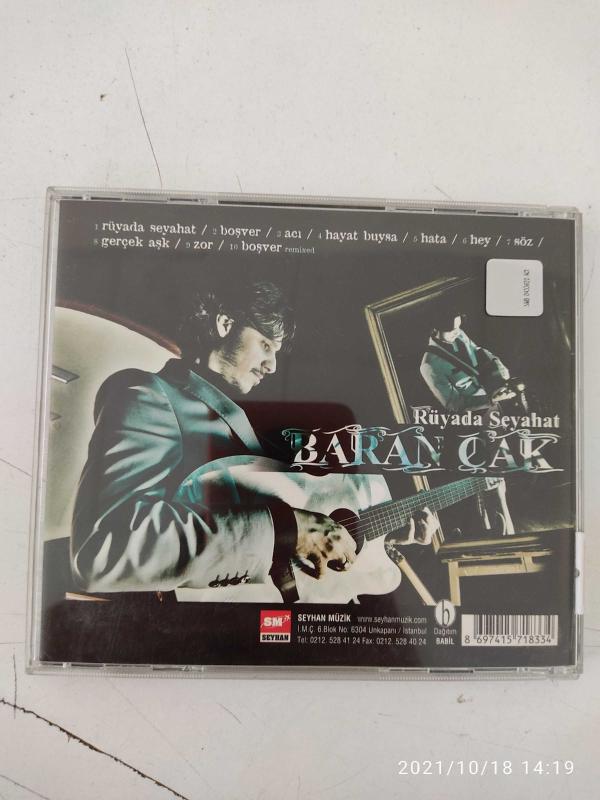 1 rüyada seyahat / 2 boşver / 3 acı / 4 hayat buysa / 5 hata / 6 hey / 7 söz /
8 gerçek aşk / 9 zor / 10 boşver remixed
Rüyada Seyahat
BARAN ÇAK
SM
SEYHAN
SEYHAN MÜZİK www.seyhanmuzik.com
İ.M.Ç. 6.Blok No: 6304 Unkapanı / İstanbul
Tel: 0212. 528 41 24 Fax: 0212. 528 40 24
b
Dağıtım
BABİL
8 697415 718334
2021/10/18 14:19